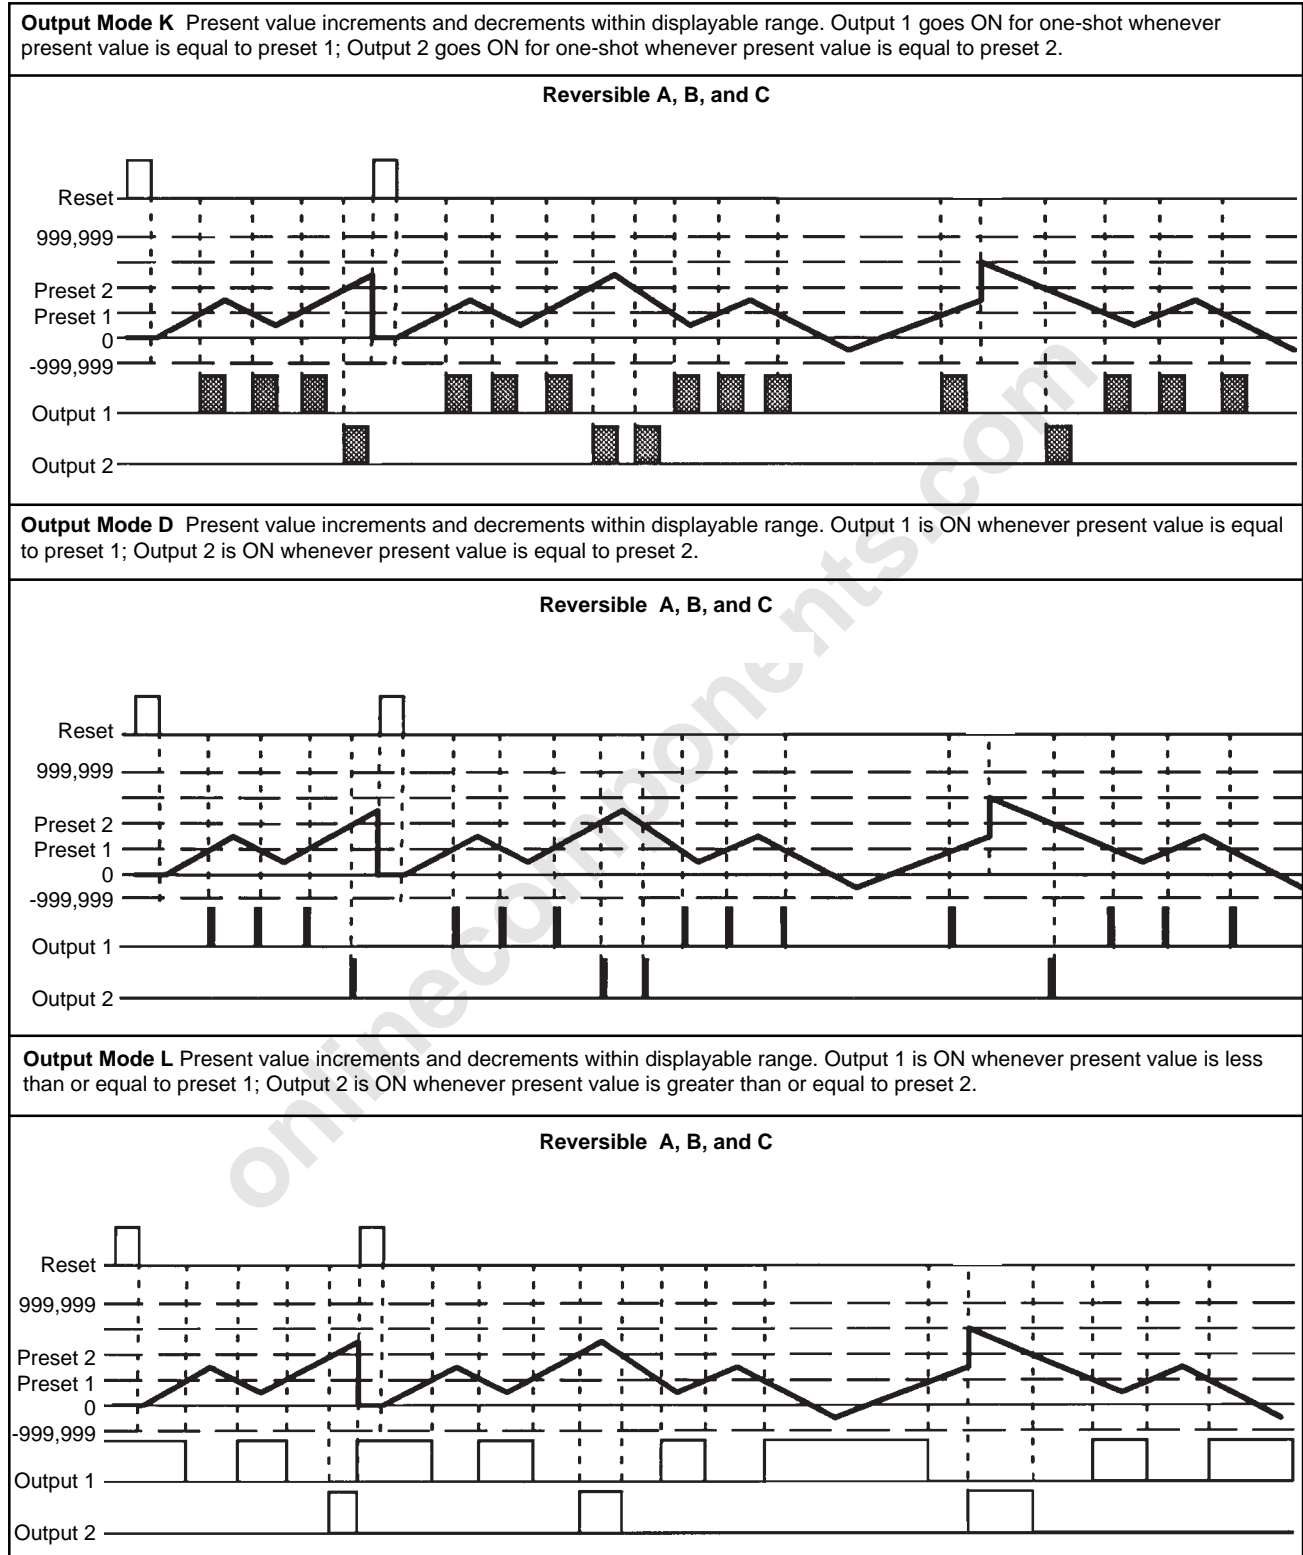 Output Mode K Present value increments and decrements within displayable range. Output 1 goes ON for one-shot whenever
present value is equal to preset 1; Output 2 goes ON for one-shot whenever present value is equal to preset 2.
Reversible A, B, and C
Reset
999,999
Preset 2
Preset 1
0
-999,999
Output 1
Output 2
Output Mode D Present value increments and decrements within displayable range. Output 1 is ON whenever present value is equal
to preset 1; Output 2 is ON whenever present value is equal to preset 2.
Reversible A, B, and C
Reset
999,999
Preset 2
Preset 1
0
-999,999
Output 1
Output 2
Output Mode L Present value increments and decrements within displayable range. Output 1 is ON whenever present value is less
than or equal to preset 1; Output 2 is ON whenever present value is greater than or equal to preset 2.
Reversible A, B, and C
Reset
999,999
Preset 2
Preset 1
0
-999,999
Output 1
Output 2
onlinecomponents.com